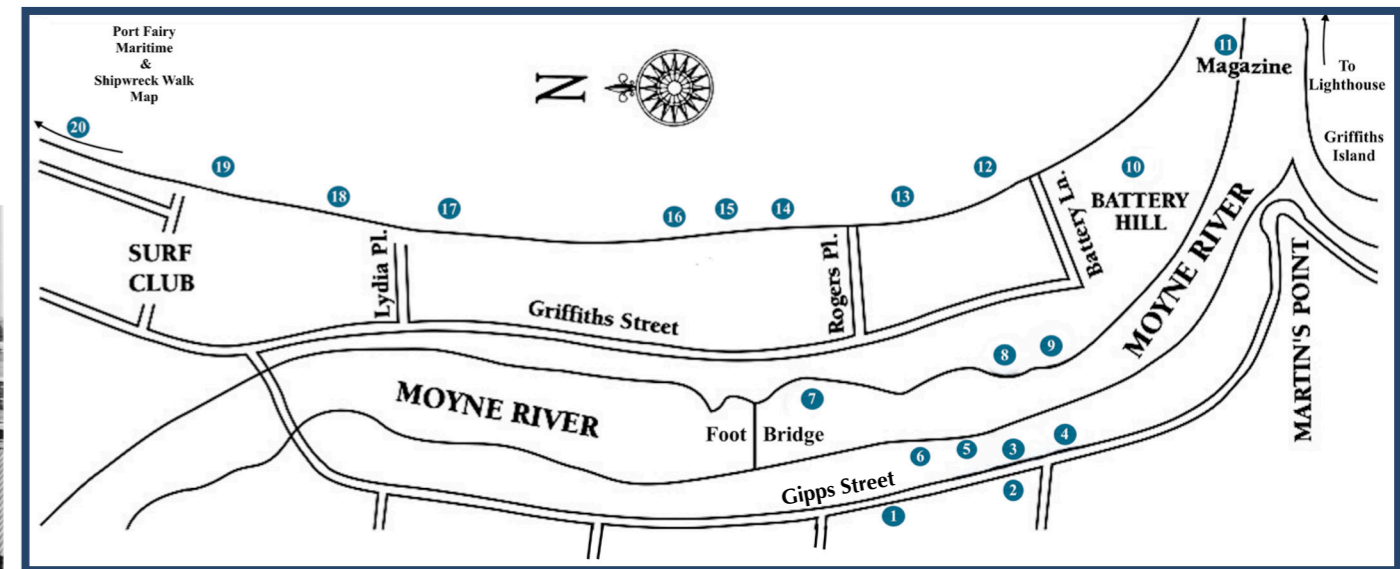 Port Fairy
Maritime
&
Shipwreck Walk
Map
N
11
Magazine
To
Lighthouse
Griffiths
Island
20
19
18
17
16
15
14
13
12
10
BATTERY
HILL
Battery Ln.
SURF
CLUB
Lydia Pl.
Griffiths Street
Rogers Pl.
MOYNE RIVER
MARTIN'S POINT
8
9
7
MOYNE RIVER
Foot Bridge
6
5
3
4
Gipps Street
2
1